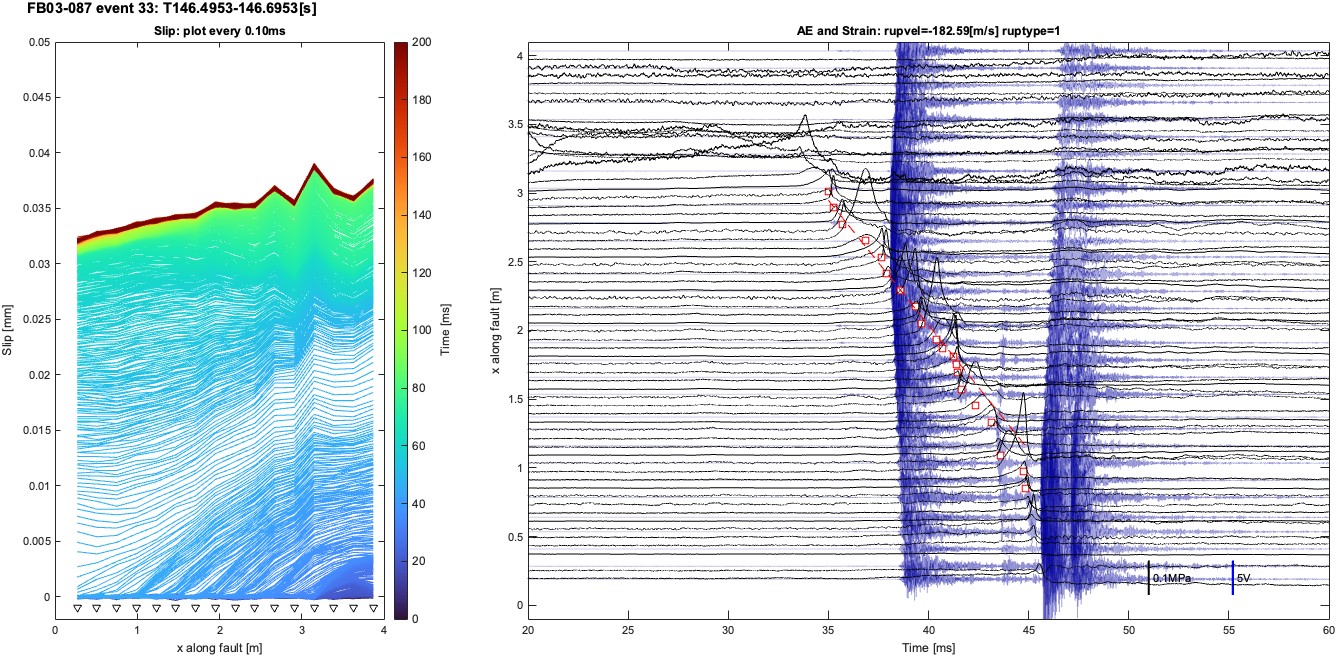 FB03-087 event 33: T146.4953-146.6953[s]
Slip: plot every 0.10ms
0.05
0.045
0.04
0.035
0.03
0.025
0.02
0.015
0.01
0.005
0
Slip [mm]
0 1 2 3 4
x along fault [m]
200
180
160
140
120
100
80
60
40
20
0
Time [ms]
AE and Strain: rupvel=-182.59[m/s] ruptype=1
4
3.5
3
2.5
2
1.5
1
0.5
0
x along fault [m]
0.1MPa
5V
20 25 30 35 40 45 50 55 60
Time [ms]